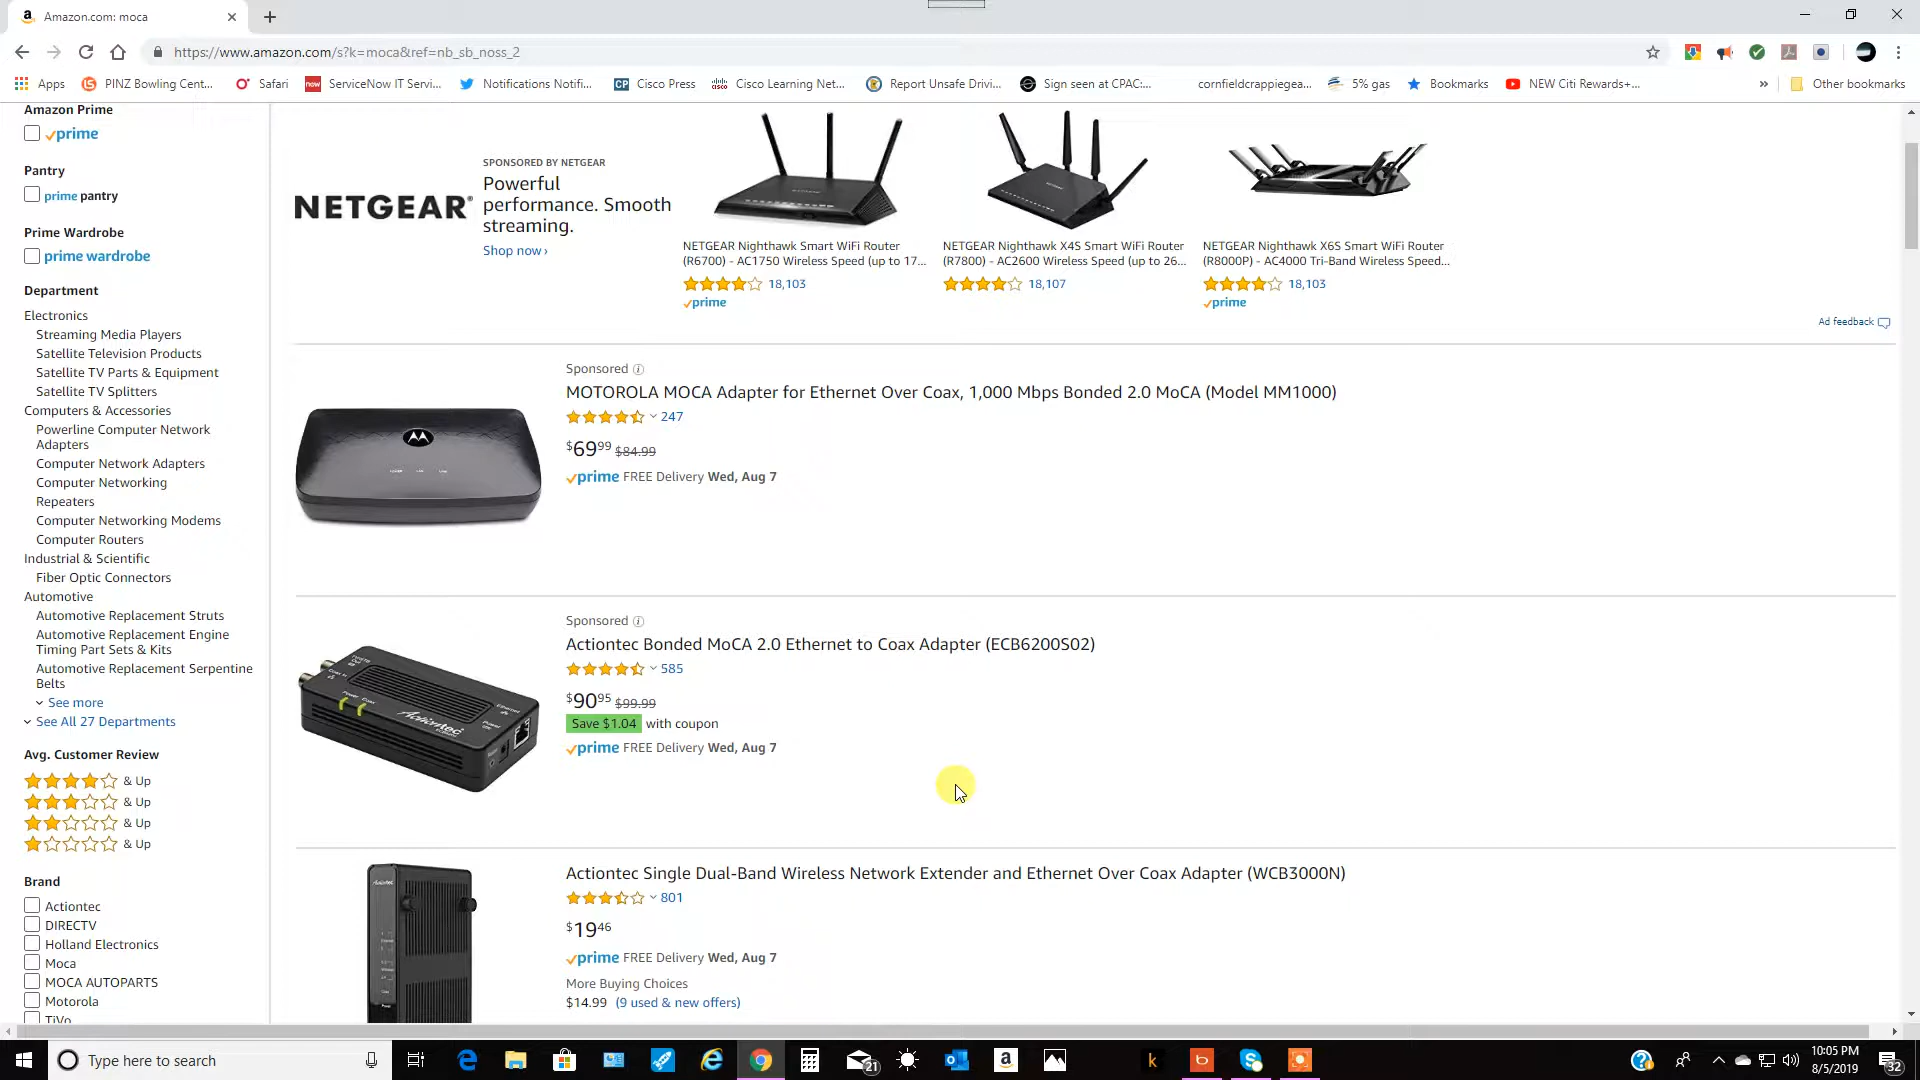 Amazon.com: moca
https://www.amazon.com/s?k=moca&ref=nb_sb_noss_2
Apps
PINZ Bowling Cent...
Safari
now
ServiceNow IT Servi...
Notifications Notifi...
CP
Cisco Press
Cisco Learning Net...
Report Unsafe Drivi...
Sign seen at CPAC:...
cornfieldcrappiegea...
5% gas
Bookmarks
NEW Citi Rewards+...
»
Other bookmarks
Amazon Prime
prime
Pantry
prime pantry
Prime Wardrobe
prime wardrobe
Department
Electronics
Streaming Media Players
Satellite Television Products
Satellite TV Parts & Equipment
Satellite TV Splitters
Computers & Accessories
Powerline Computer Network
Adapters
Computer Network Adapters
Computer Networking
Repeaters
Computer Networking Modems
Computer Routers
Industrial & Scientific
Fiber Optic Connectors
Automotive
Automotive Replacement Struts
Automotive Replacement Engine
Timing Part Sets & Kits
Automotive Replacement Serpentine
Belts
See more
See All 27 Departments
Avg. Customer Review
& Up
& Up
& Up
& Up
Brand
Actiontec
DIRECTV
Holland Electronics
Moca
MOCA AUTOPARTS
Motorola
TiVo
NETGEAR®
SPONSORED BY NETGEAR
Powerful
performance. Smooth
streaming.
Shop now ›
NETGEAR Nighthawk Smart WiFi Router
(R6700) - AC1750 Wireless Speed (up to 17...
18,103
prime
NETGEAR Nighthawk X4S Smart WiFi Router
(R7800) - AC2600 Wireless Speed (up to 26...
18,107
NETGEAR Nighthawk X6S Smart WiFi Router
(R8000P) - AC4000 Tri-Band Wireless Speed...
18,103
prime
Ad feedback
Sponsored
MOTOROLA MOCA Adapter for Ethernet Over Coax, 1,000 Mbps Bonded 2.0 MoCA (Model MM1000)
247
$69 99 $84.99
prime FREE Delivery Wed, Aug 7
Sponsored
Actiontec Bonded MoCA 2.0 Ethernet to Coax Adapter (ECB6200S02)
585
$90 95 $99.99
Save $1.04 with coupon
prime FREE Delivery Wed, Aug 7
Actiontec
Power Coax
Ethernet
Actiontec Single Dual-Band Wireless Network Extender and Ethernet Over Coax Adapter (WCB3000N)
801
$19 46
prime FREE Delivery Wed, Aug 7
More Buying Choices
$14.99 (9 used & new offers)
Actiontec
Type here to search
21
a
k
b
10:05 PM
8/5/2019
32